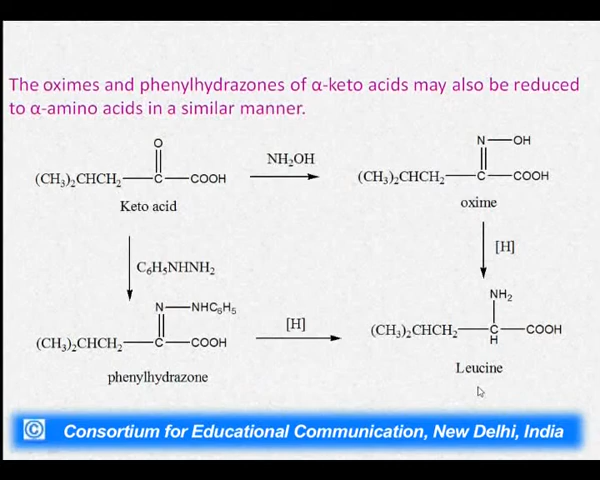 The oximes and phenylhydrazones of α-keto acids may also be reduced
to α-amino acids in a similar manner.
O
(CH₃)₂CHCH₂—C—COOH
Keto acid
NH₂OH
N—OH
(CH₃)₂CHCH₂—C—COOH
oxime
C₆H₅NHNH₂
[H]
N—NHC₆H₅
(CH₃)₂CHCH₂—C—COOH
phenylhydrazone
[H]
NH₂
(CH₃)₂CHCH₂—C—COOH
H
Leucine
© Consortium for Educational Communication, New Delhi, India